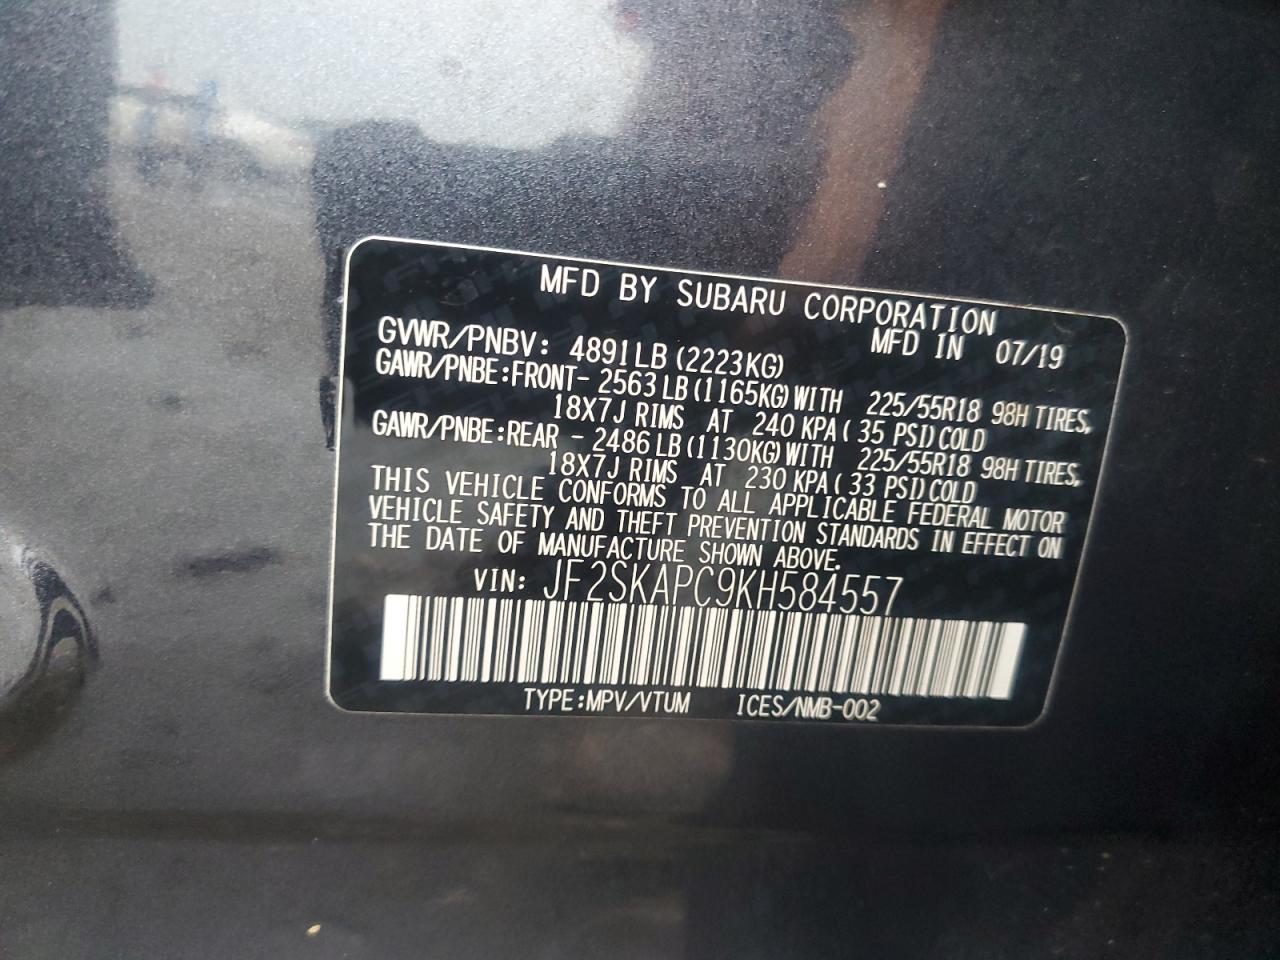 MFD BY SUBARU CORPORATION
GVWR/PNBV: 4891LB (2223KG) MFD IN 07/19
GAWR/PNBE:FRONT- 2563 LB (1165KG) WITH 225/55R18 98H TIRES,
18X7J RIMS AT 240 KPA ( 35 PSI) COLD
GAWR/PNBE:REAR - 2486 LB (1130KG) WITH 225/55R18 98H TIRES,
18X7J RIMS AT 230 KPA ( 33 PSI) COLD
THIS VEHICLE CONFORMS TO ALL APPLICABLE FEDERAL MOTOR
VEHICLE SAFETY AND THEFT PREVENTION STANDARDS IN EFFECT ON
THE DATE OF MANUFACTURE SHOWN ABOVE.
VIN: JF2SKAPC9KH584557
TYPE:MPV/VTUM ICES/NMB-002